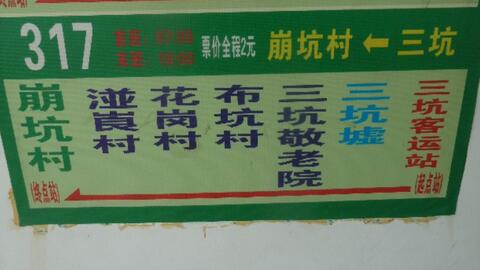 317
首班：07:00
末班：18:00
票价全程2元
崩坑村←三坑
崩坑村
(终点站)
湴崀村
花岗村
布坑村
三坑敬老院
三坑墟
三坑客运站
(起点站)